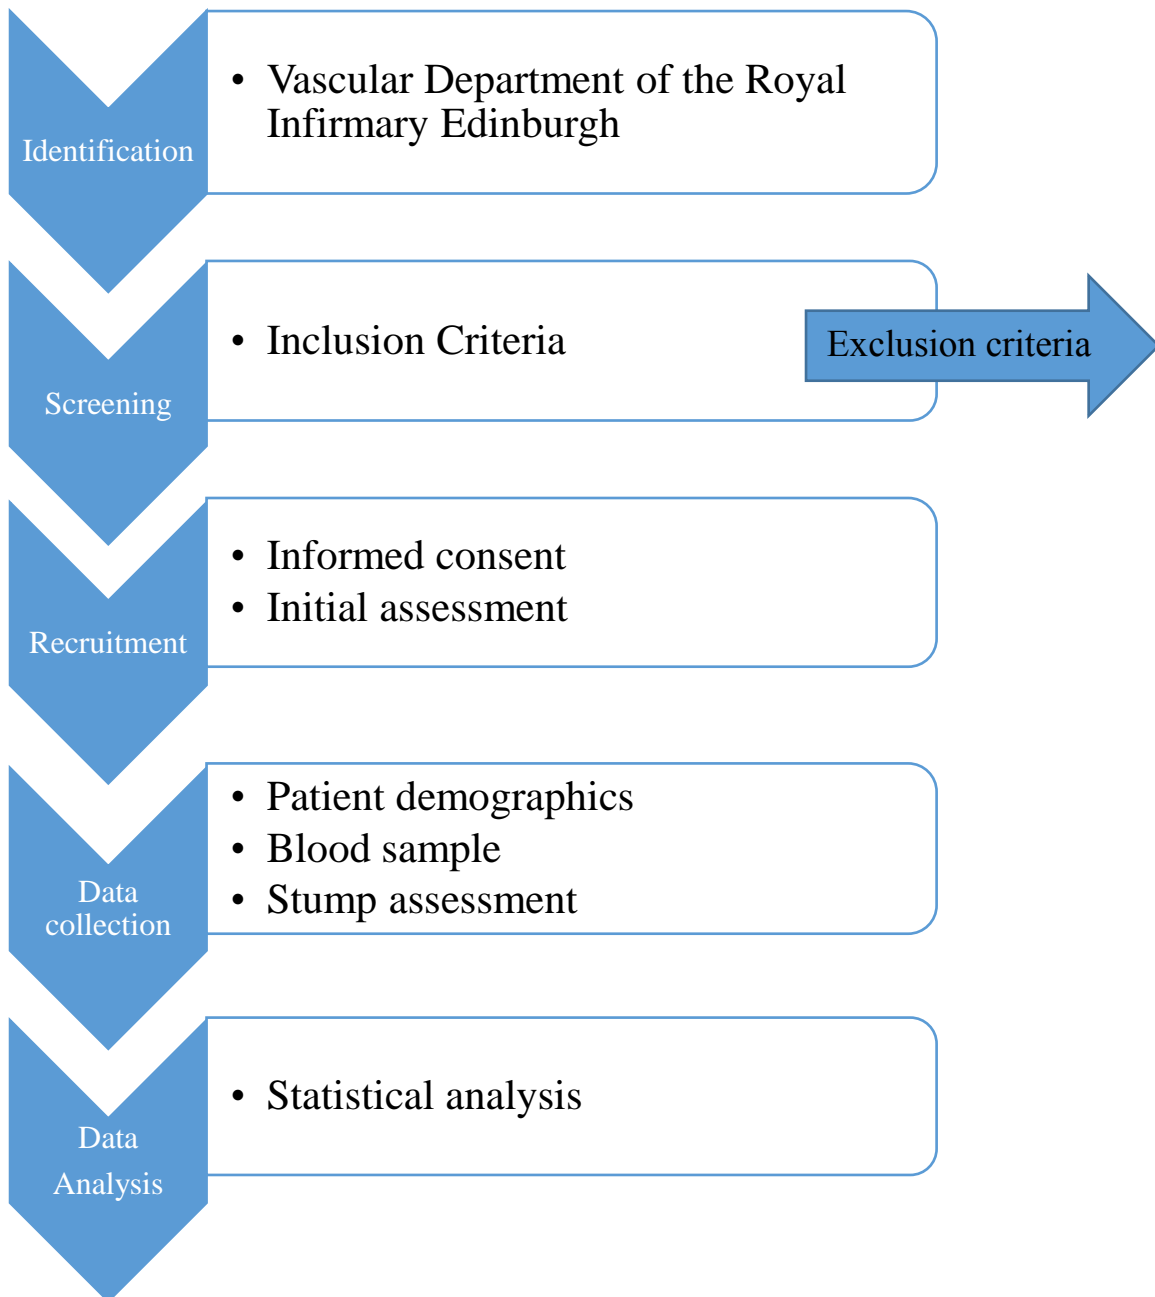 Identification
• Vascular Department of the Royal
Infirmary Edinburgh
Screening
• Inclusion Criteria
Exclusion criteria
Recruitment
• Informed consent
• Initial assessment
Data
collection
• Patient demographics
• Blood sample
• Stump assessment
Data
Analysis
• Statistical analysis